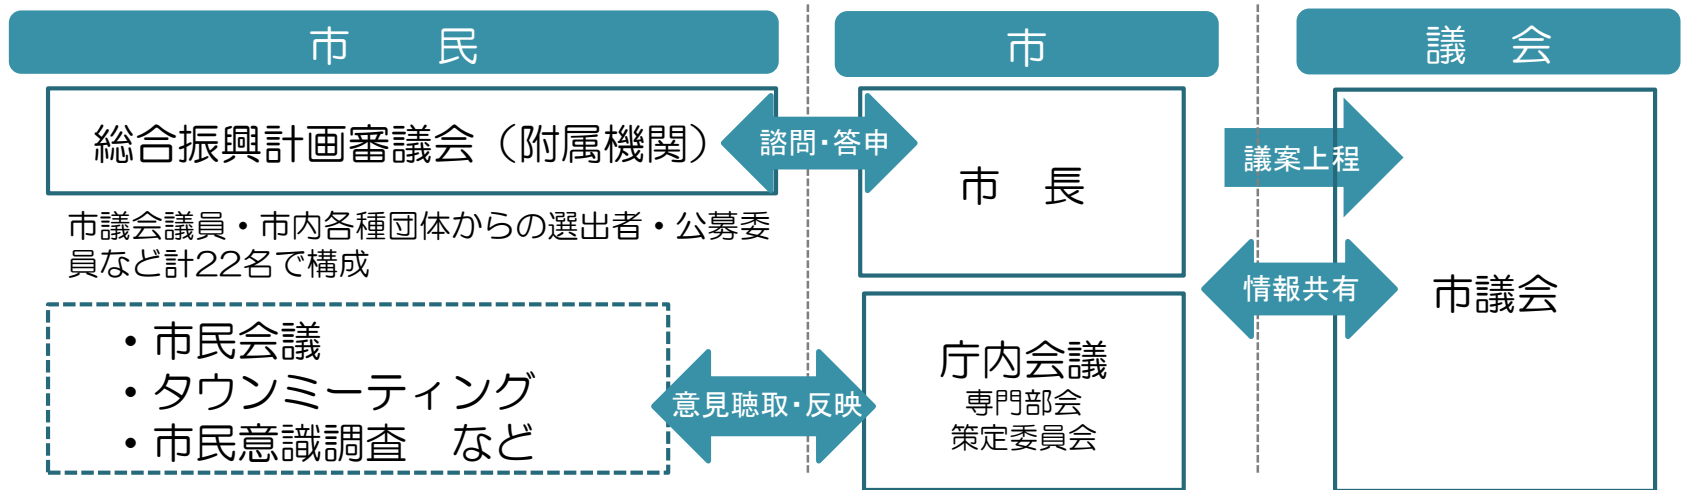 市　民
市
議　会
総合振興計画審議会（附属機関）
諮問・答申
市　長
議案上程
市議会議員・市内各種団体からの選出者・公募委
員など計22名で構成
情報共有
市議会
・市民会議
・タウンミーティング
・市民意識調査　など
意見聴取・反映
庁内会議
専門部会
策定委員会